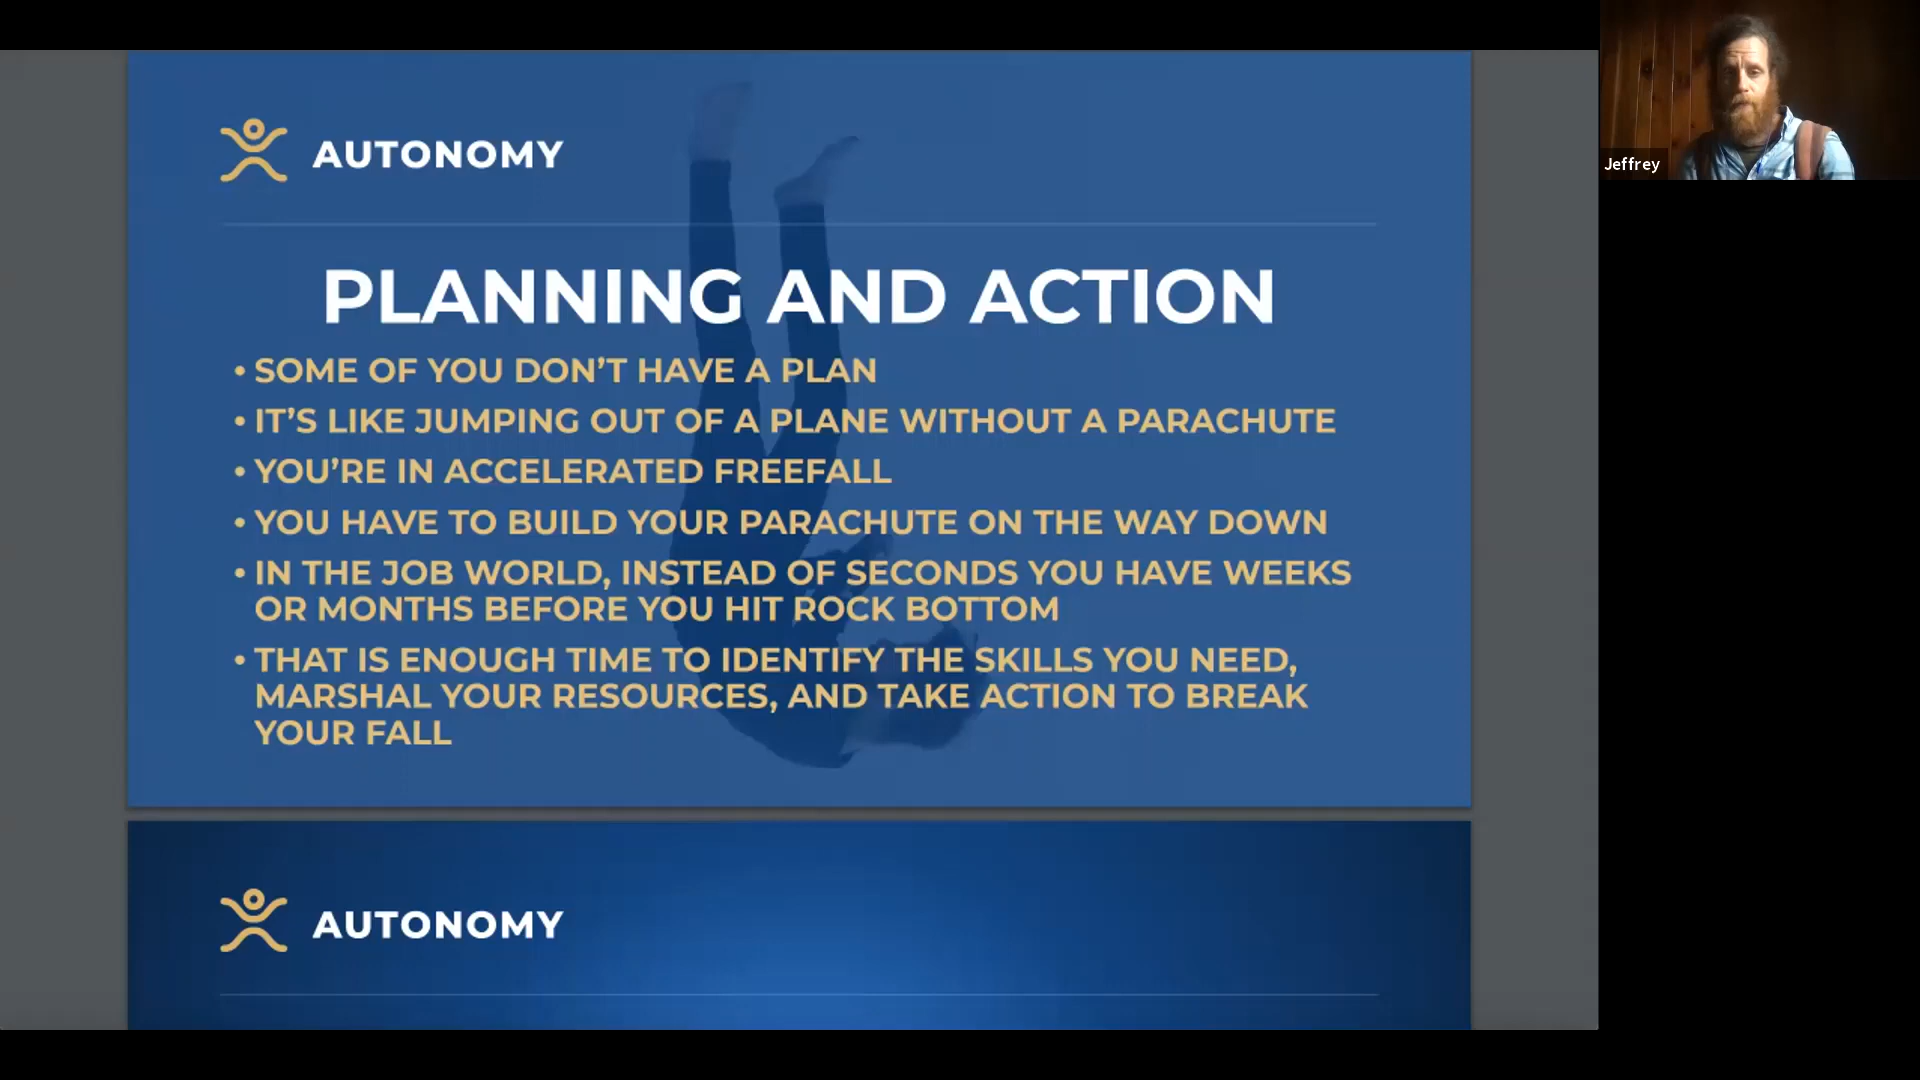 AUTONOMY
PLANNING AND ACTION
• SOME OF YOU DON'T HAVE A PLAN
• IT'S LIKE JUMPING OUT OF A PLANE WITHOUT A PARACHUTE
• YOU'RE IN ACCELERATED FREEFALL
• YOU HAVE TO BUILD YOUR PARACHUTE ON THE WAY DOWN
• IN THE JOB WORLD, INSTEAD OF SECONDS YOU HAVE WEEKS
OR MONTHS BEFORE YOU HIT ROCK BOTTOM
• THAT IS ENOUGH TIME TO IDENTIFY THE SKILLS YOU NEED,
MARSHAL YOUR RESOURCES, AND TAKE ACTION TO BREAK
YOUR FALL
AUTONOMY
Jeffrey